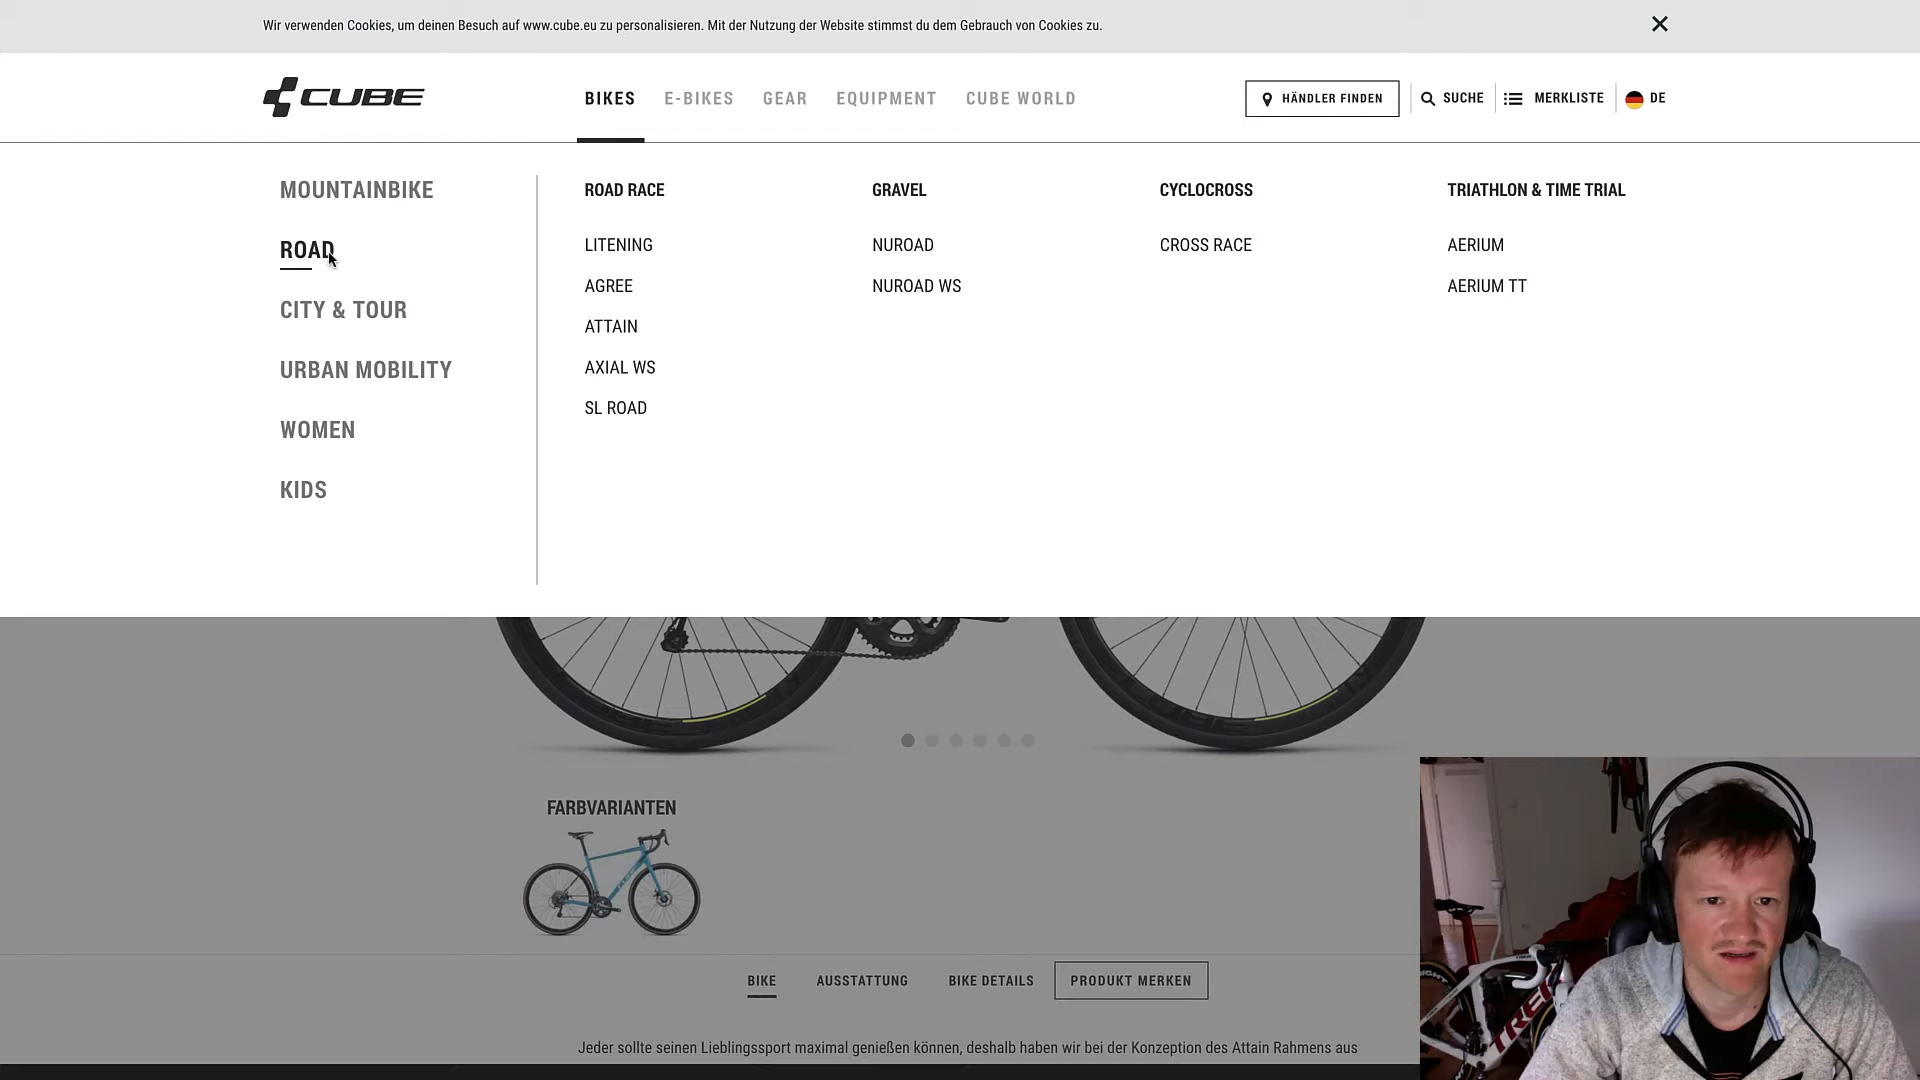 Wir verwenden Cookies, um deinen Besuch auf www.cube.eu zu personalisieren. Mit der Nutzung der Website stimmst du dem Gebrauch von Cookies zu.
CUBE
BIKES
E-BIKES
GEAR
EQUIPMENT
CUBE WORLD
HÄNDLER FINDEN
SUCHE
MERKLISTE
DE
MOUNTAINBIKE
ROAD
CITY & TOUR
URBAN MOBILITY
WOMEN
KIDS
ROAD RACE
LITENING
AGREE
ATTAIN
AXIAL WS
SL ROAD
GRAVEL
NUROAD
NUROAD WS
CYCLOCROSS
CROSS RACE
TRIATHLON & TIME TRIAL
AERIUM
AERIUM TT
FARBVARIANTEN
BIKE
AUSSTATTUNG
BIKE DETAILS
PRODUKT MERKEN
Jeder sollte seinen Lieblingssport maximal genießen können, deshalb haben wir bei der Konzeption des Attain Rahmens aus
TREK